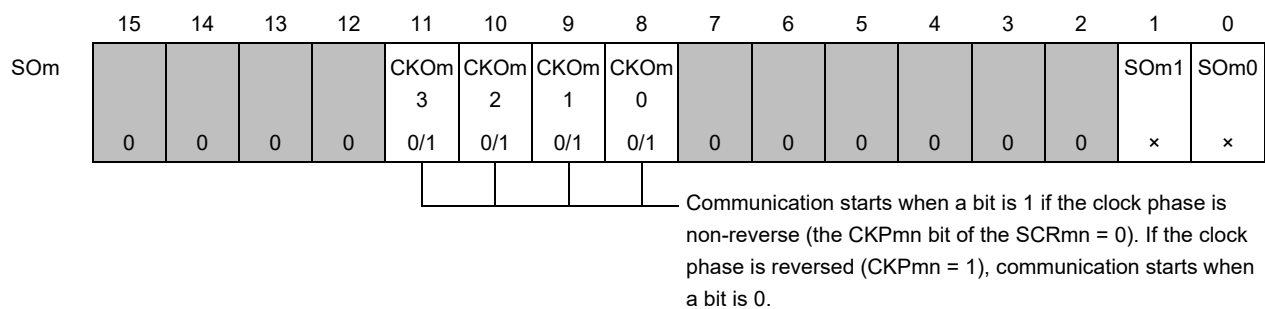 15 14 13 12 11 10 9 8 7 6 5 4 3 2 1 0
SOm CKOm CKOm CKOm CKOm SOm1 SOm0
3 2 1 0
0 0 0 0 0/1 0/1 0/1 0/1 0 0 0 0 0 0 × ×
Communication starts when a bit is 1 if the clock phase is
non-reverse (the CKPmn bit of the SCRmn = 0). If the clock
phase is reversed (CKPmn = 1), communication starts when
a bit is 0.